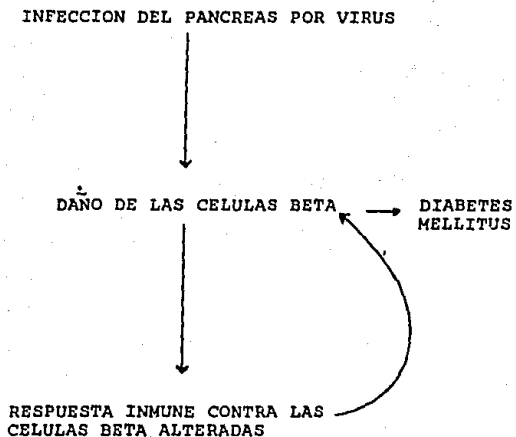 INFECCION DEL PANCREAS POR VIRUS
DAÑO DE LAS CELULAS BETA
DIABETES
MELLITUS
RESPUESTA INMUNE CONTRA LAS
CELULAS BETA ALTERADAS